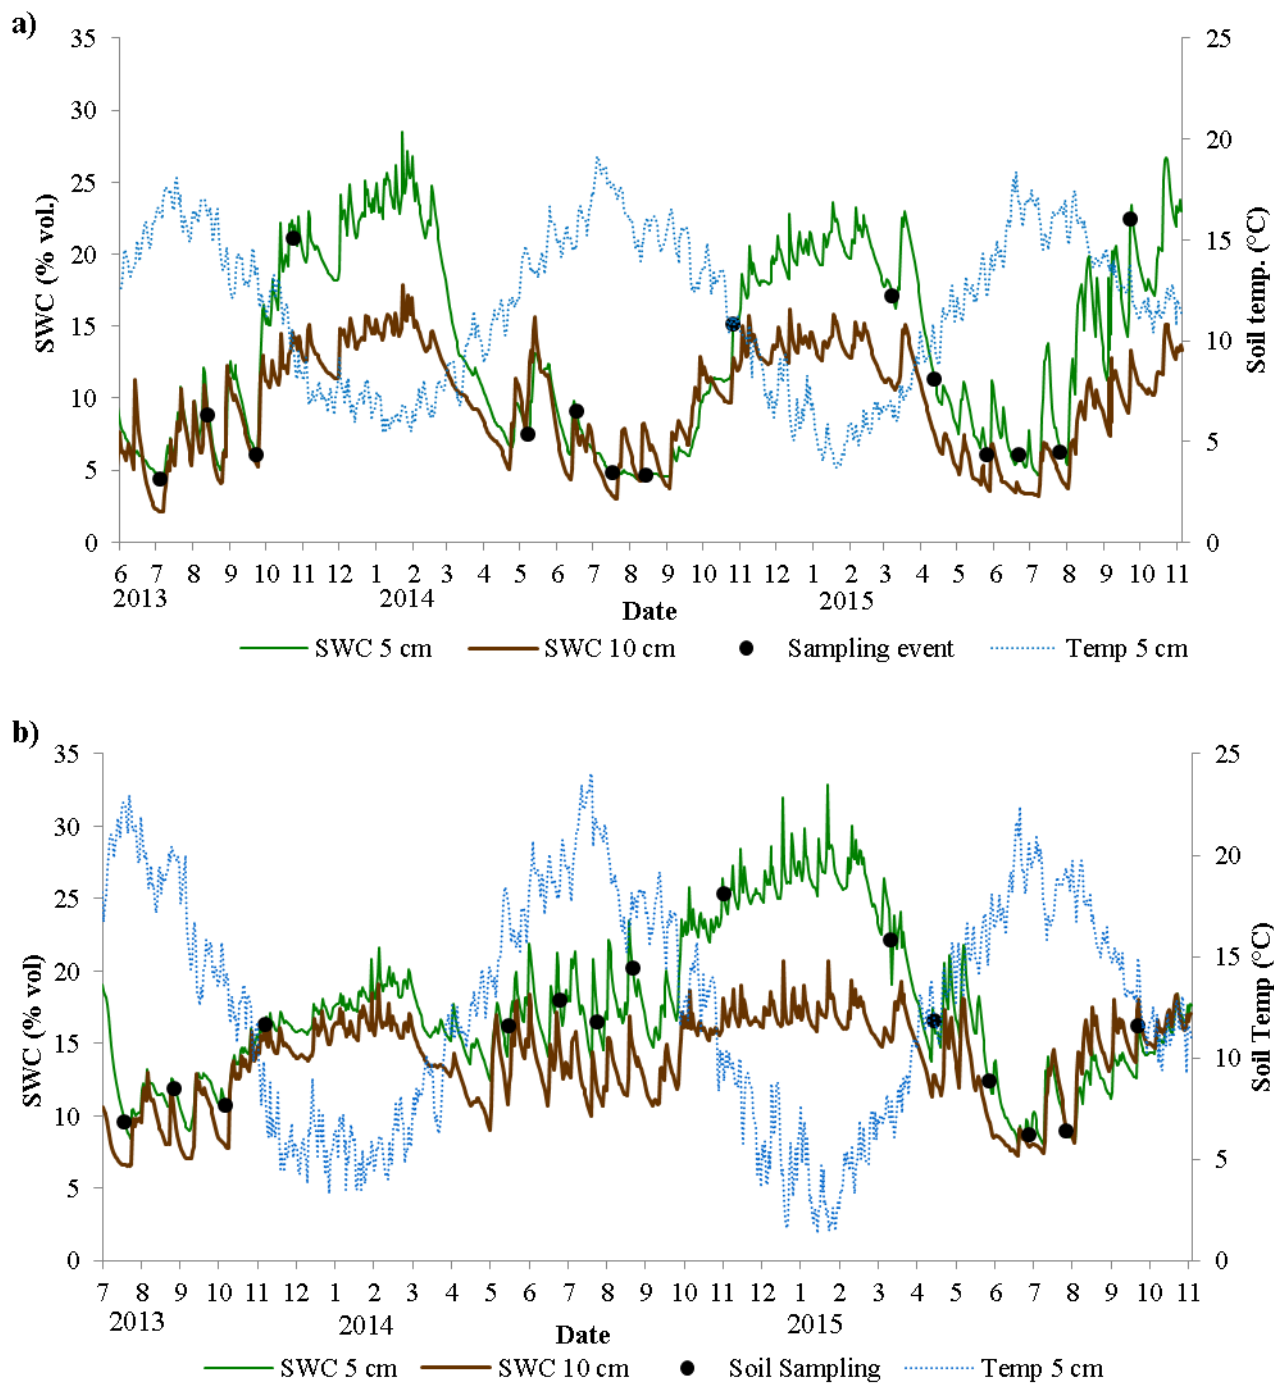 a)
35
30
25
20
15
10
5
0
SWC (% vol.)
25
20
15
10
5
0
Soil temp. (°C)
6 7 8 9 10 11 12 1 2 3 4 5 6 7 8 9 10 11 12 1 2 3 4 5 6 7 8 9 10 11
2013 2014 2015
Date
SWC 5 cm SWC 10 cm Sampling event Temp 5 cm
b)
35
30
25
20
15
10
5
0
SWC (% vol)
25
20
15
10
5
0
Soil Temp (°C)
7 8 9 10 11 12 1 2 3 4 5 6 7 8 9 10 11 12 1 2 3 4 5 6 7 8 9 10 11
2013 2014 2015
Date
SWC 5 cm SWC 10 cm Soil Sampling Temp 5 cm